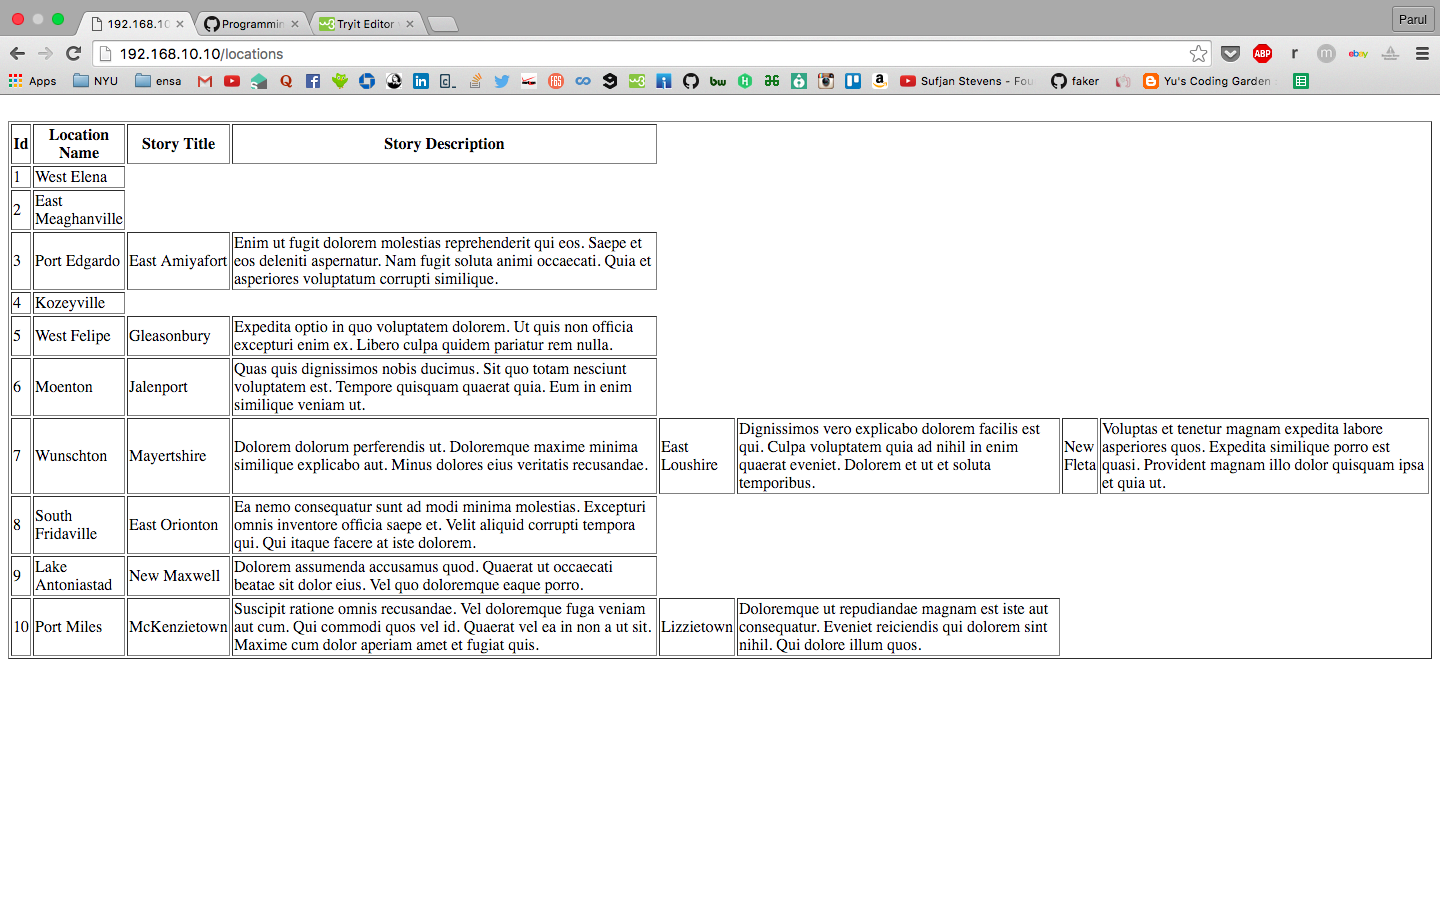 192.168.10
Programmin
Tryit Editor
Parul
192.168.10.10/locations
ABP
r
m
ebay
Apps
NYU
ensa
Sufjan Stevens - Fou
faker
Yu's Coding Garden
Id
Location
Name
Story Title
Story Description
1
West Elena
2
East
Meaghanville
3
Port Edgardo
East Amiyafort
Enim ut fugit dolorem molestias reprehenderit qui eos. Saepe et
eos deleniti aspernatur. Nam fugit soluta animi occaecati. Quia et
asperiores voluptatum corrupti similique.
4
Kozeyville
5
West Felipe
Gleasonbury
Expedita optio in quo voluptatem dolorem. Ut quis non officia
excepturi enim ex. Libero culpa quidem pariatur rem nulla.
6
Moenton
Jalenport
Quas quis dignissimos nobis ducimus. Sit quo totam nesciunt
voluptatem est. Tempore quisquam quaerat quia. Eum in enim
similique veniam ut.
7
Wunschton
Mayertshire
Dolorem dolorum perferendis ut. Doloremque maxime minima
similique explicabo aut. Minus dolores eius veritatis recusandae.
East
Loushire
Dignissimos vero explicabo dolorem facilis est
qui. Culpa voluptatem quia ad nihil in enim
quaerat eveniet. Dolorem et ut et soluta
temporibus.
New
Fleta
Voluptas et tenetur magnam expedita labore
asperiores quos. Expedita similique porro est
quasi. Provident magnam illo dolor quisquam ipsa
et quia ut.
8
South
Fridaville
East Orionton
Ea nemo consequatur sunt ad modi minima molestias. Excepturi
omnis inventore officia saepe et. Velit aliquid corrupti tempora
qui. Qui itaque facere at iste dolorem.
9
Lake
Antoniastad
New Maxwell
Dolorem assumenda accusamus quod. Quaerat ut occaecati
beatae sit dolor eius. Vel quo doloremque eaque porro.
10
Port Miles
McKenzietown
Suscipit ratione omnis recusandae. Vel doloremque fuga veniam
aut cum. Qui commodi quos vel id. Quaerat vel ea in non a ut sit.
Maxime cum dolor aperiam amet et fugiat quis.
Lizzietown
Doloremque ut repudiandae magnam est iste aut
consequatur. Eveniet reiciendis qui dolorem sint
nihil. Qui dolore illum quos.